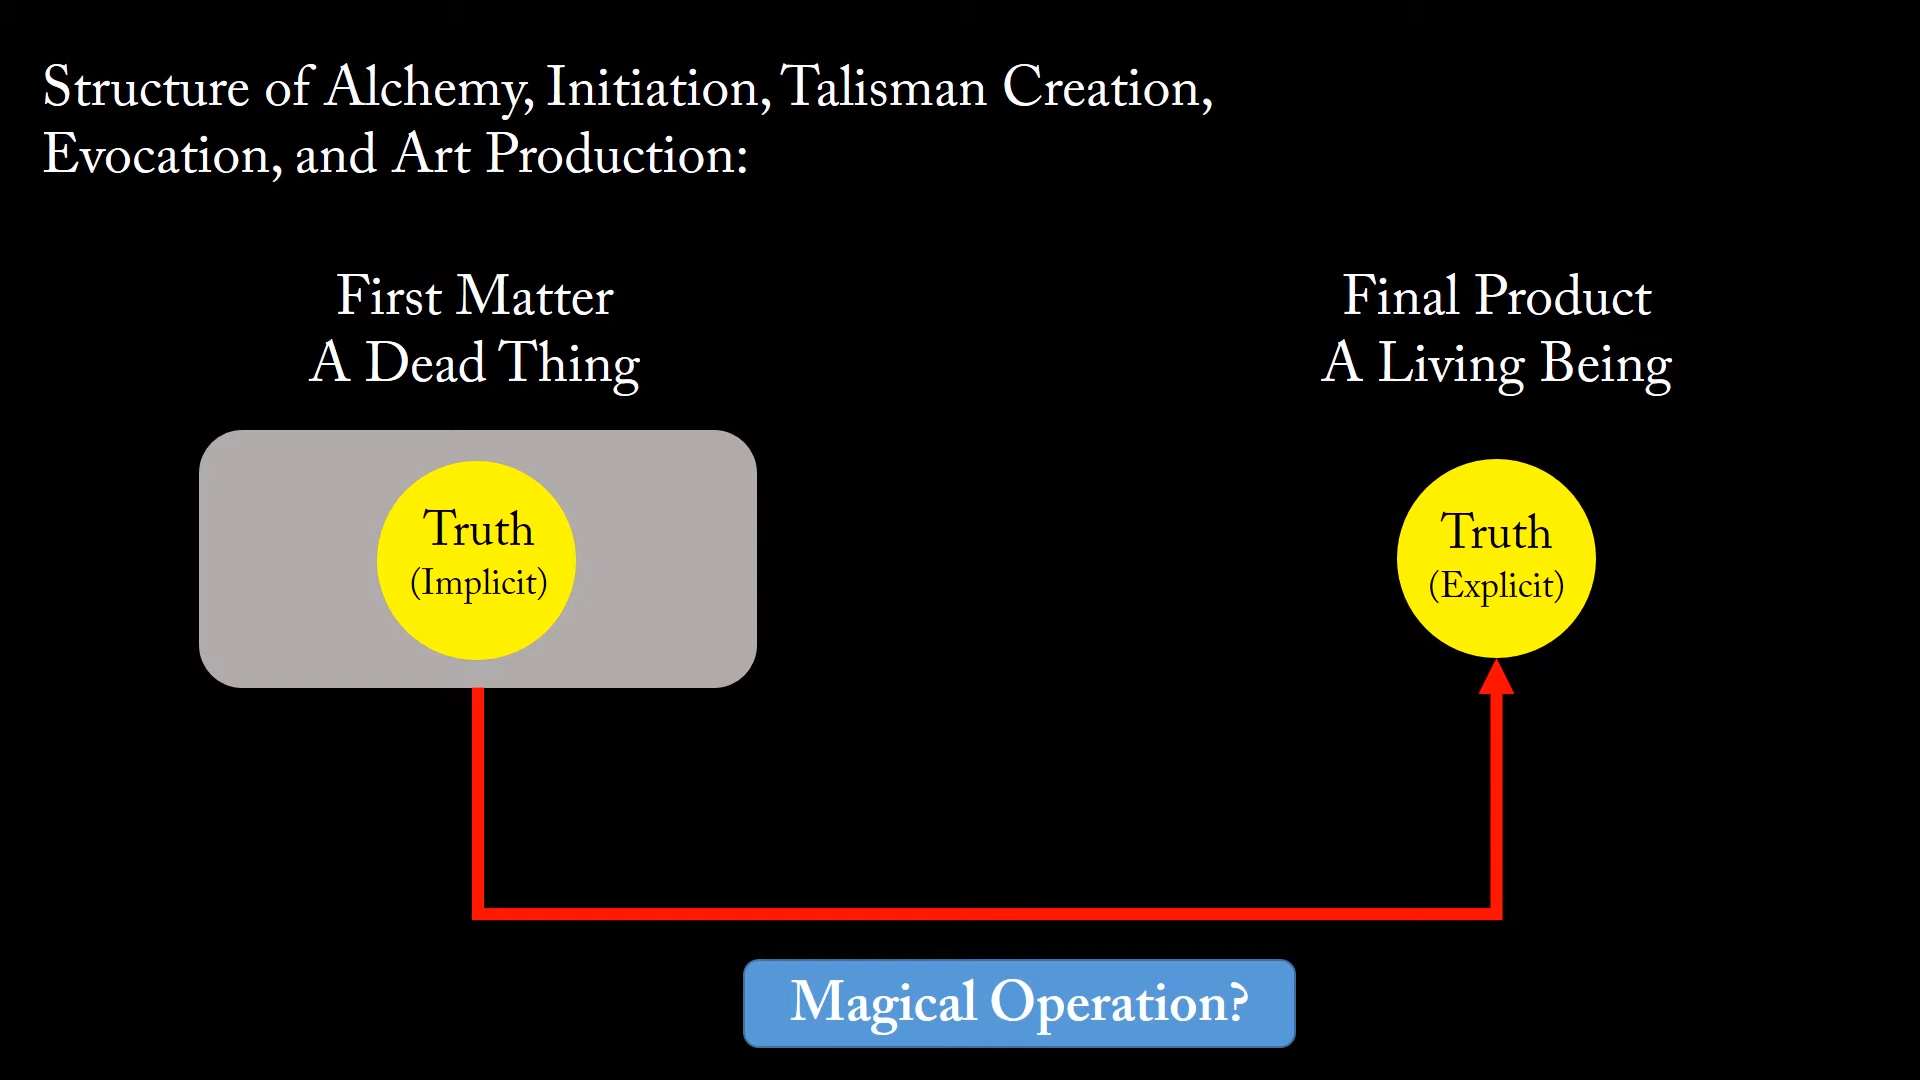 Structure of Alchemy, Initiation, Talisman Creation,
Evocation, and Art Production:
First Matter
A Dead Thing
Final Product
A Living Being
Truth
(Implicit)
Truth
(Explicit)
Magical Operation?